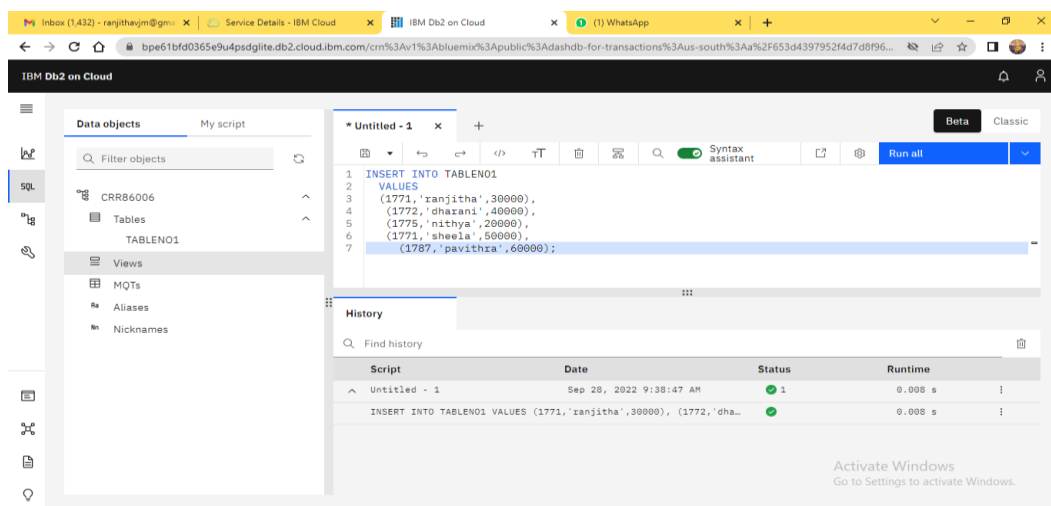 Inbox (1,432) - ranjithavjm@gma
Service Details - IBM Cloud
IBM Db2 on Cloud
(1) WhatsApp
bpe61bfd0365e9u4psdglite.db2.cloud.ibm.com/crn%3Av1%3Abluemix%3Apublic%3Adashdb-for-transactions%3Aus-south%3Aa%2F653d4397952f4d7d8f96...
IBM Db2 on Cloud
Data objects
My script
Filter objects
CRR86006
Tables
TABLENO1
Views
MQTs
Aliases
Nicknames
SQL
* Untitled - 1
Beta
Classic
Syntax assistant
Run all
1 INSERT INTO TABLENO1
2 VALUES
3 (1771,'ranjitha',30000),
4 (1772,'dharani',40000),
5 (1775,'nithya',20000),
6 (1771,'sheela',50000),
7 (1787,'pavithra',60000);
History
Find history
Script Date Status Runtime
Untitled - 1 Sep 28, 2022 9:38:47 AM 1 0.008 s
INSERT INTO TABLENO1 VALUES (1771,'ranjitha',30000), (1772,'dha... 0.008 s
Activate Windows
Go to Settings to activate Windows.